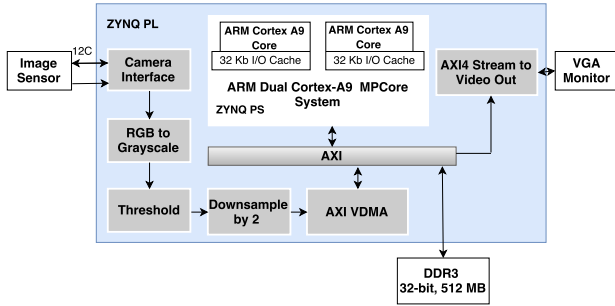 ZYNQ PL
ARM Cortex A9
Core
32 Kb I/O Cache
ARM Cortex A9
Core
32 Kb I/O Cache
ARM Dual Cortex-A9 MPCore
System
ZYNQ PS
12C
Image
Sensor
Camera
Interface
AXI4 Stream to
Video Out
VGA
Monitor
RGB to
Grayscale
AXI
Threshold
Downsample
by 2
AXI VDMA
DDR3
32-bit, 512 MB